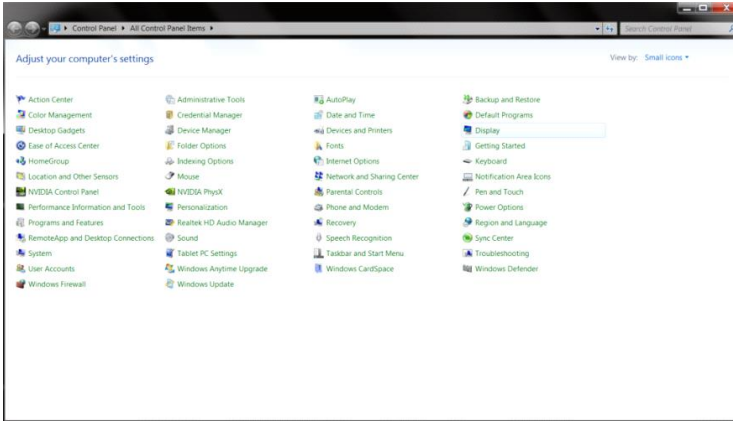 Control Panel ▸ All Control Panel Items ▸ Search Control Panel
Adjust your computer's settings View by: Small icons
Action Center Administrative Tools AutoPlay Backup and Restore
Color Management Credential Manager Date and Time Default Programs
Desktop Gadgets Device Manager Devices and Printers Display
Ease of Access Center Folder Options Fonts Getting Started
HomeGroup Indexing Options Internet Options Keyboard
Location and Other Sensors Mouse Network and Sharing Center Notification Area Icons
NVIDIA Control Panel NVIDIA PhysX Parental Controls Pen and Touch
Performance Information and Tools Personalization Phone and Modem Power Options
Programs and Features Realtek HD Audio Manager Recovery Region and Language
RemoteApp and Desktop Connections Sound Speech Recognition Sync Center
System Tablet PC Settings Taskbar and Start Menu Troubleshooting
User Accounts Windows Anytime Upgrade Windows CardSpace Windows Defender
Windows Firewall Windows Update